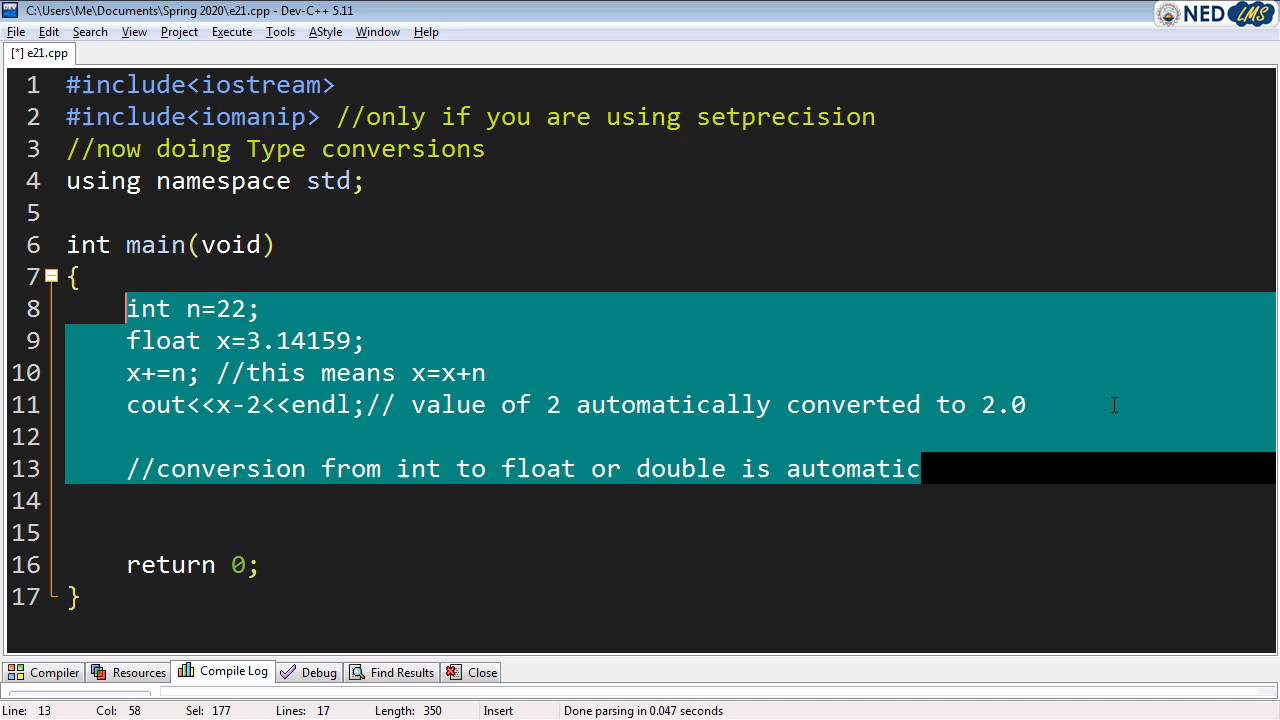 C:\Users\Me\Documents\Spring 2020\e21.cpp - Dev-C++ 5.11
NED LMS
File Edit Search View Project Execute Tools AStyle Window Help
[*] e21.cpp
1 #include<iostream>
2 #include<iomanip> //only if you are using setprecision
3 //now doing Type conversions
4 using namespace std;
5
6 int main(void)
7 {
8 int n=22;
9 float x=3.14159;
10 x+=n; //this means x=x+n
11 cout<<x-2<<endl;// value of 2 automatically converted to 2.0
12
13 //conversion from int to float or double is automatic
14
15
16 return 0;
17 }
Compiler Resources Compile Log Debug Find Results Close
Line: 13 Col: 58 Sel: 177 Lines: 17 Length: 350 Insert Done parsing in 0.047 seconds